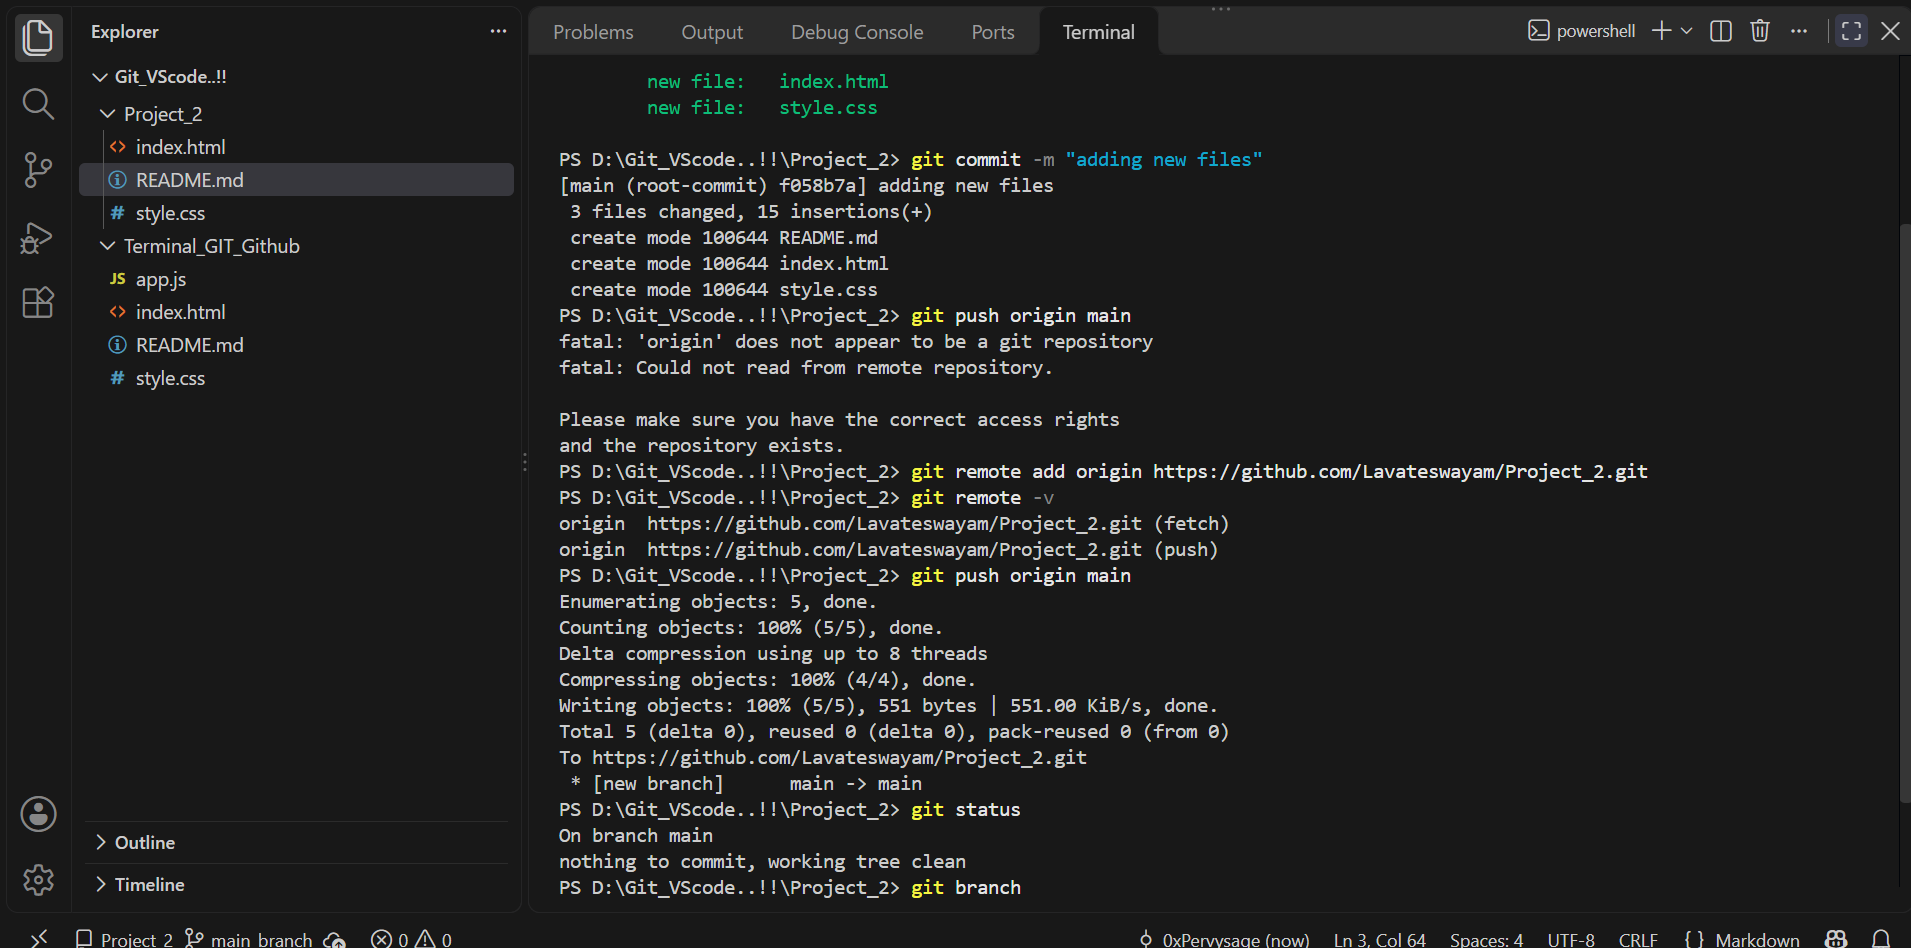 Explorer
Git_VScode..!!
Project_2
index.html
README.md
style.css
Terminal_GIT_Github
JS app.js
index.html
README.md
style.css
Outline
Timeline
Problems Output Debug Console Ports Terminal
powershell
new file: index.html
new file: style.css
PS D:\Git_VScode..!!\Project_2> git commit -m "adding new files"
[main (root-commit) f058b7a] adding new files
3 files changed, 15 insertions(+)
create mode 100644 README.md
create mode 100644 index.html
create mode 100644 style.css
PS D:\Git_VScode..!!\Project_2> git push origin main
fatal: 'origin' does not appear to be a git repository
fatal: Could not read from remote repository.
Please make sure you have the correct access rights
and the repository exists.
PS D:\Git_VScode..!!\Project_2> git remote add origin https://github.com/Lavateswayam/Project_2.git
PS D:\Git_VScode..!!\Project_2> git remote -v
origin https://github.com/Lavateswayam/Project_2.git (fetch)
origin https://github.com/Lavateswayam/Project_2.git (push)
PS D:\Git_VScode..!!\Project_2> git push origin main
Enumerating objects: 5, done.
Counting objects: 100% (5/5), done.
Delta compression using up to 8 threads
Compressing objects: 100% (4/4), done.
Writing objects: 100% (5/5), 551 bytes | 551.00 KiB/s, done.
Total 5 (delta 0), reused 0 (delta 0), pack-reused 0 (from 0)
To https://github.com/Lavateswayam/Project_2.git
* [new branch] main -> main
PS D:\Git_VScode..!!\Project_2> git status
On branch main
nothing to commit, working tree clean
PS D:\Git_VScode..!!\Project_2> git branch
Project_2 main branch 0 0 0xPervysage (now) Ln 3, Col 64 Spaces: 4 UTF-8 CRLF {} Markdown